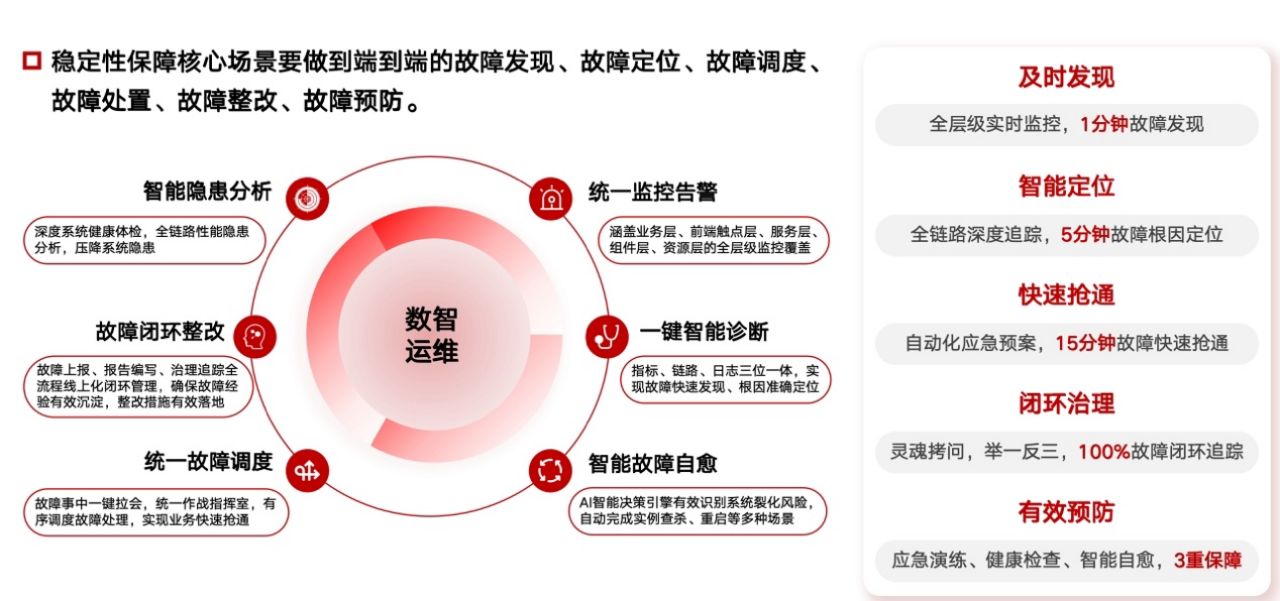 稳定性保障核心场景要做到端到端的故障发现、故障定位、故障调度、
故障处置、故障整改、故障预防。
智能隐患分析
深度系统健康体检，全链路性能隐患
分析，压降系统隐患
故障闭环整改
故障上报、报告编写、治理追踪全
流程线上化闭环管理，确保故障经
验有效沉淀，整改措施有效落地
统一故障调度
故障事中一键拉会，统一作战指挥室，有
序调度故障处理，实现业务快速抢通
数智
运维
统一监控告警
涵盖业务层、前端触点层、服务层、
组件层、资源层的全层级监控覆盖
一键智能诊断
指标、链路、日志三位一体，实
现故障快速发现、根因准确定位
智能故障自愈
AI智能决策引擎有效识别系统裂化风险，
自动完成实例查杀、重启等多种场景
及时发现
全层级实时监控，1分钟故障发现
智能定位
全链路深度追踪，5分钟故障根因定位
快速抢通
自动化应急预案，15分钟故障快速抢通
闭环治理
灵魂拷问，举一反三，100%故障闭环追踪
有效预防
应急演练、健康检查、智能自愈，3重保障